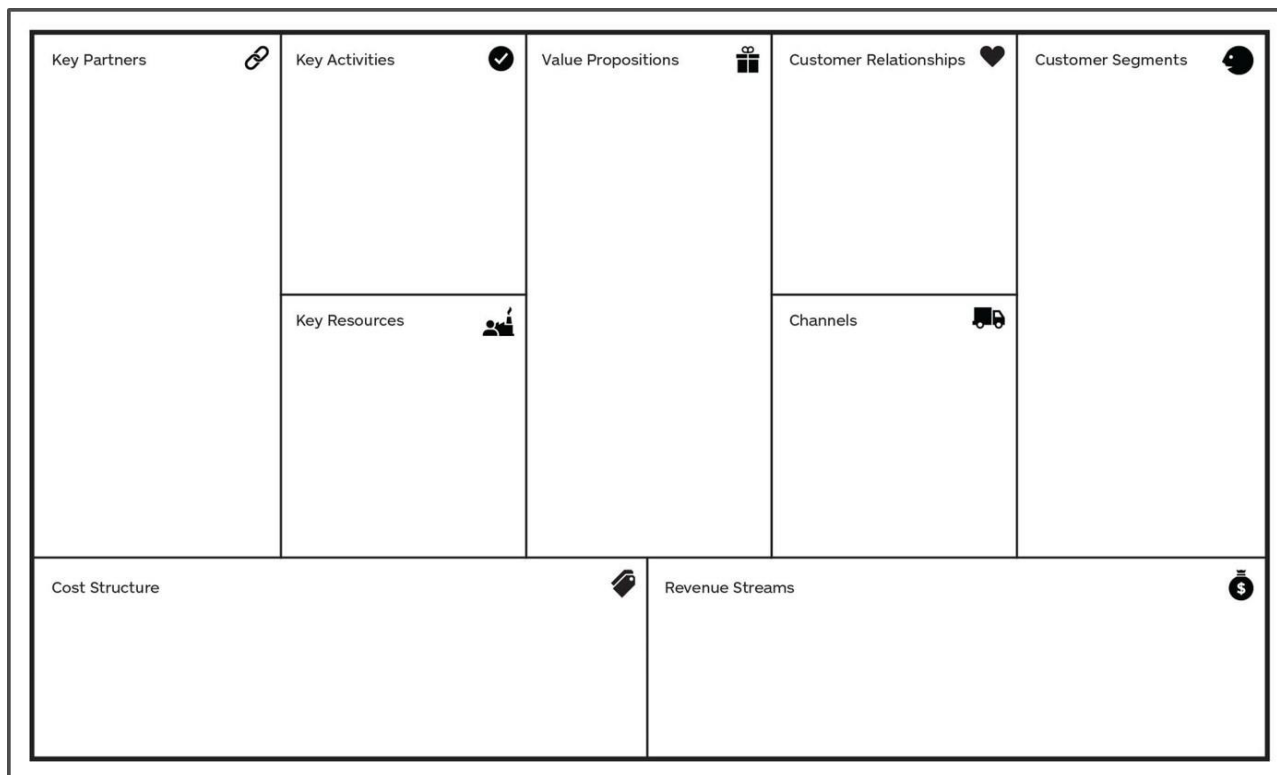 Key Partners
Key Activities
Value Propositions
Customer Relationships
Customer Segments
Key Resources
Channels
Cost Structure
Revenue Streams
$